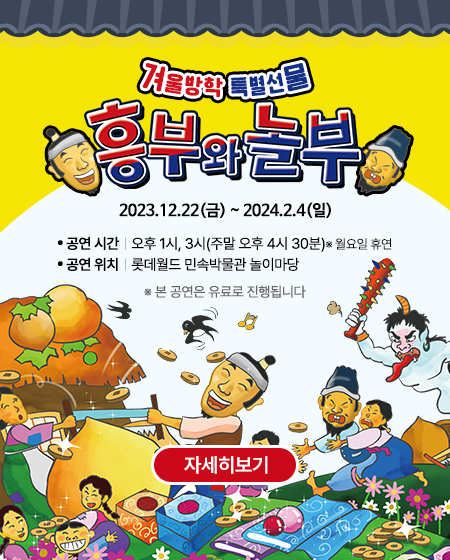 겨울방학 특별선물
흥부와 놀부
2023.12.22(금) ~ 2024.2.4(일)
• 공연 시간 | 오후 1시, 3시(주말 오후 4시 30분)※ 월요일 휴연
• 공연 위치 | 롯데월드 민속박물관 놀이마당
※ 본 공연은 유료로 진행됩니다
자세히보기